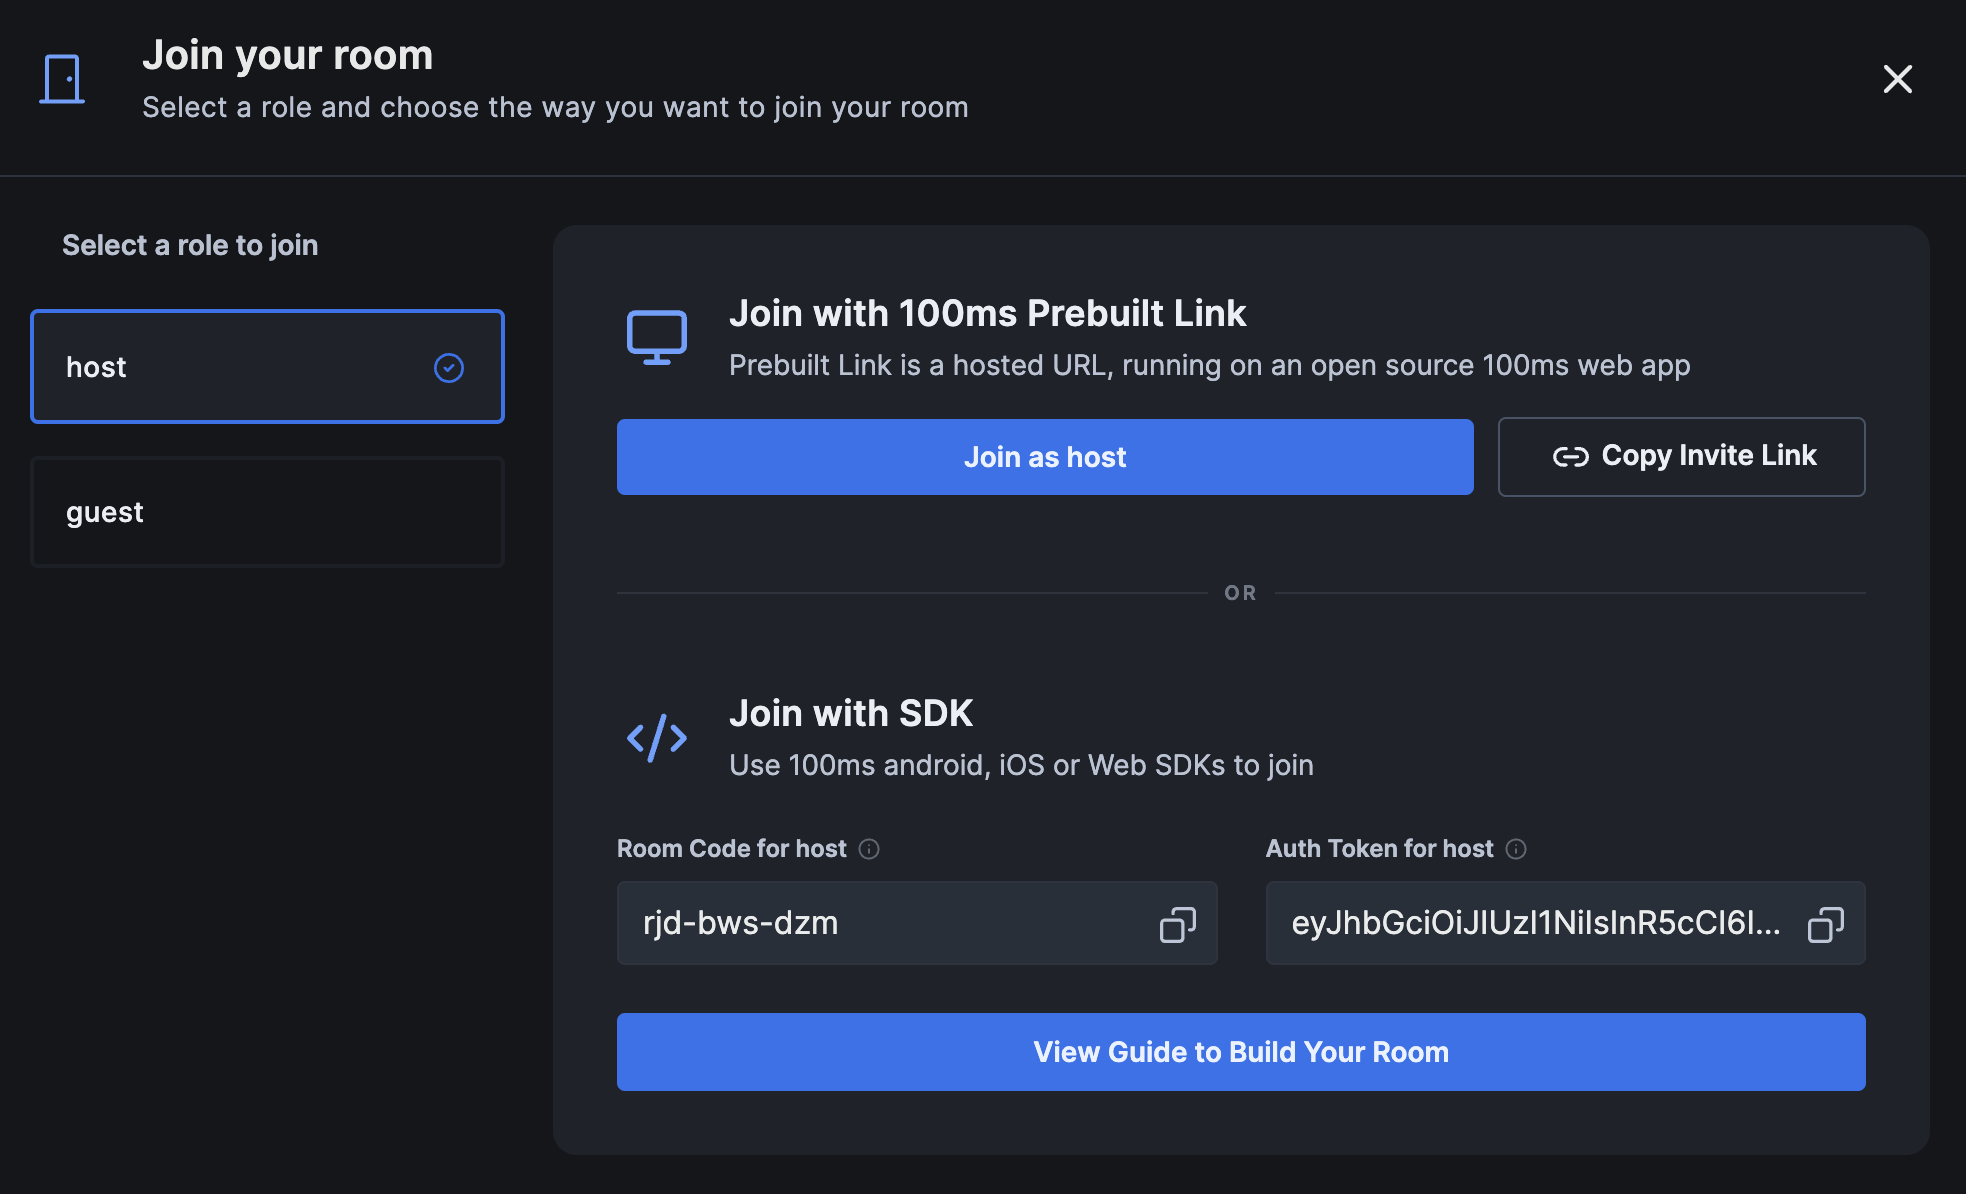 Join your room
Select a role and choose the way you want to join your room
Select a role to join
host
guest
Join with 100ms Prebuilt Link
Prebuilt Link is a hosted URL, running on an open source 100ms web app
Join as host
Copy Invite Link
OR
Join with SDK
Use 100ms android, iOS or Web SDKs to join
Room Code for host
Auth Token for host
rjd-bws-dzm
eyJhbGciOiJIUzI1NiIsInR5cCI6I...
View Guide to Build Your Room